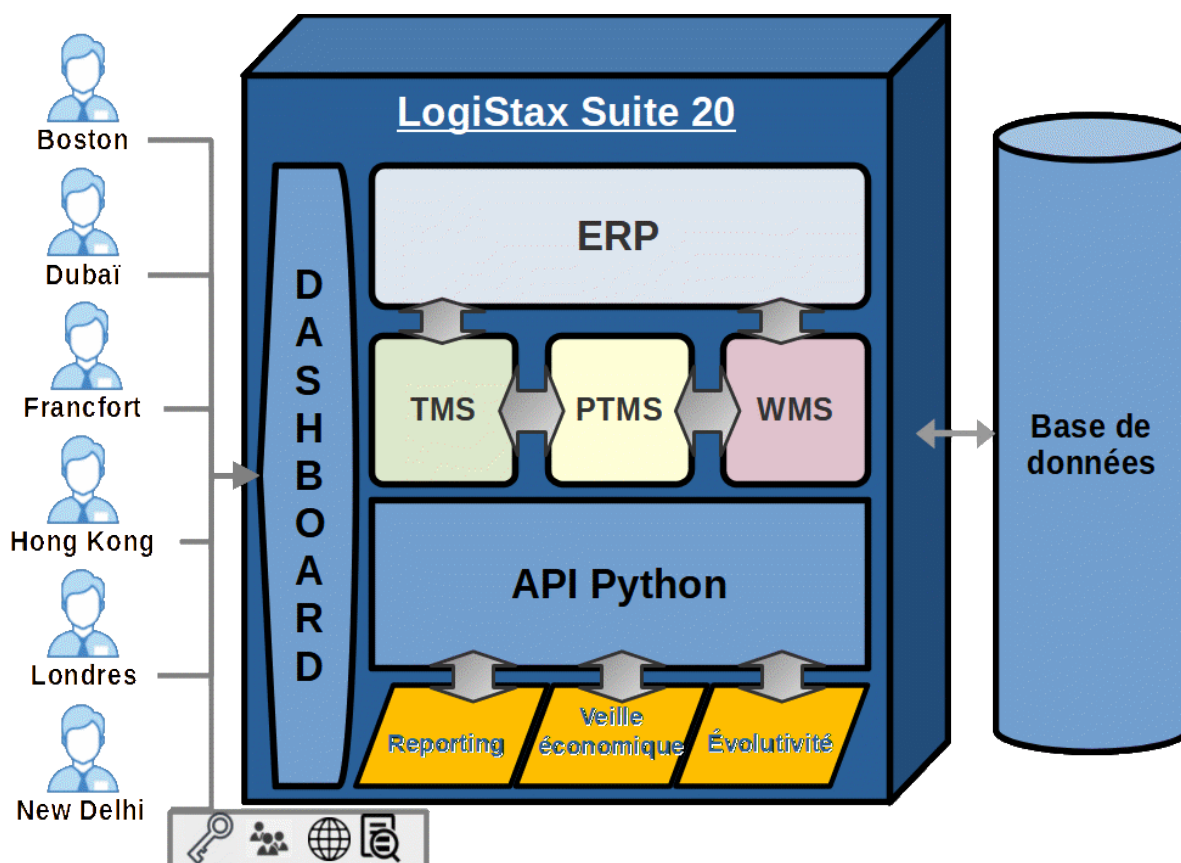 LogiStax Suite 20
Boston
Dubaï
Francfort
Hong Kong
Londres
New Delhi
DASHBOARD
ERP
TMS
PTMS
WMS
API Python
Reporting
Veille
économique
Évolutivité
Base de
données